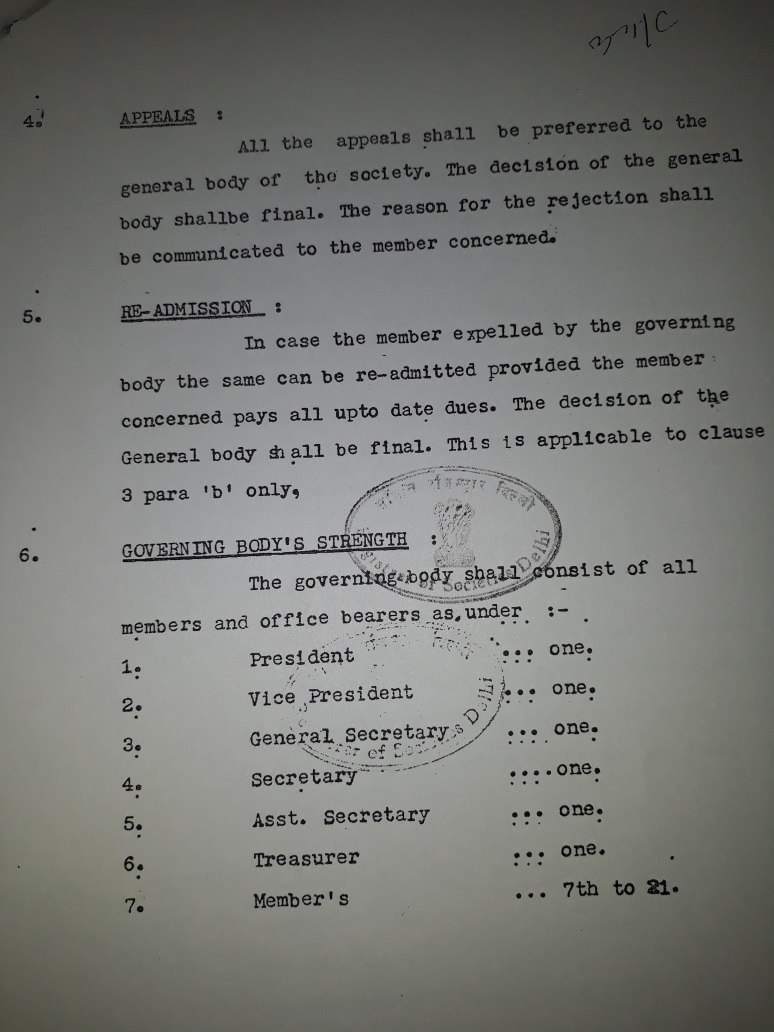 4.
APPEALS :
All the appeals shall be preferred to the
general body of the society. The decision of the general
body shallbe final. The reason for the rejection shall
be communicated to the member concerned.
5.
RE-ADMISSION :
In case the member expelled by the governing
body the same can be re-admitted provided the member
concerned pays all upto date dues. The decision of the
General body shall be final. This is applicable to clause
3 para 'b' only,
6.
GOVERNING BODY'S STRENGTH :
दिल्ली
of Societies Delhi
The governing body shall consist of all
members and office bearers as under :-
1. President ... one.
2. Vice President ... one.
3. General Secretary ... one.
of Delhi
4. Secretary .... one.
5. Asst. Secretary ... one.
6. Treasurer ... one.
7. Member's ... 7th to 21.